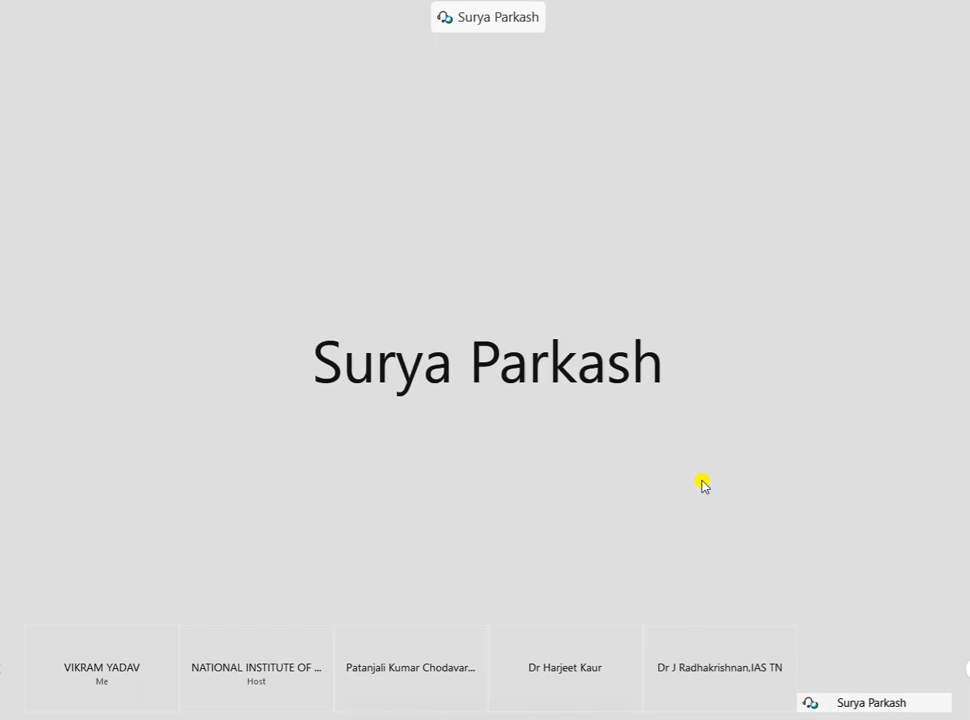 Surya Parkash
Surya Parkash
VIKRAM YADAV
Me
NATIONAL INSTITUTE OF ...
Host
Patanjali Kumar Chodavar...
Dr Harjeet Kaur
Dr J Radhakrishnan,IAS TN
Surya Parkash